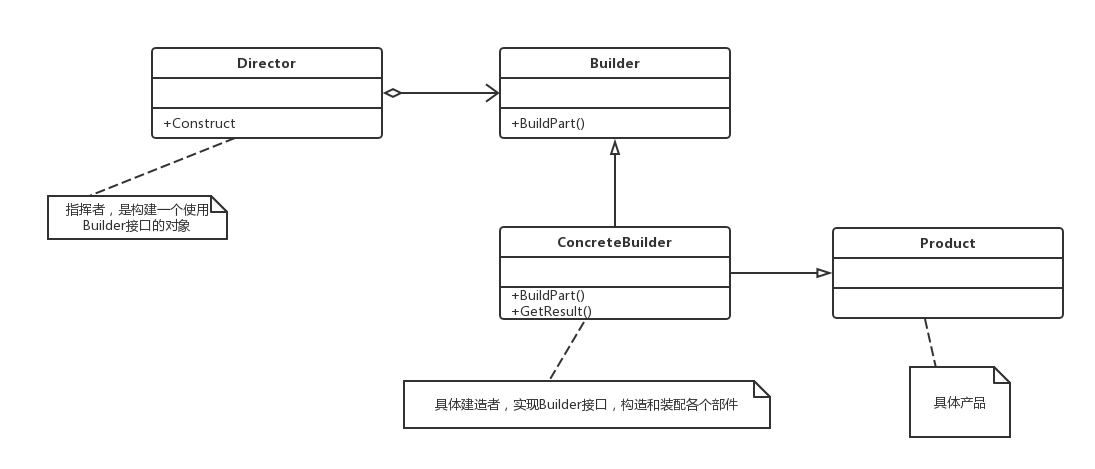 Director
Builder
+Construct
+BuildPart()
指挥者，是构建一个使用
Builder接口的对象
ConcreteBuilder
Product
+BuildPart()
+GetResult()
具体建造者，实现Builder接口，构造和装配各个部件
具体产品